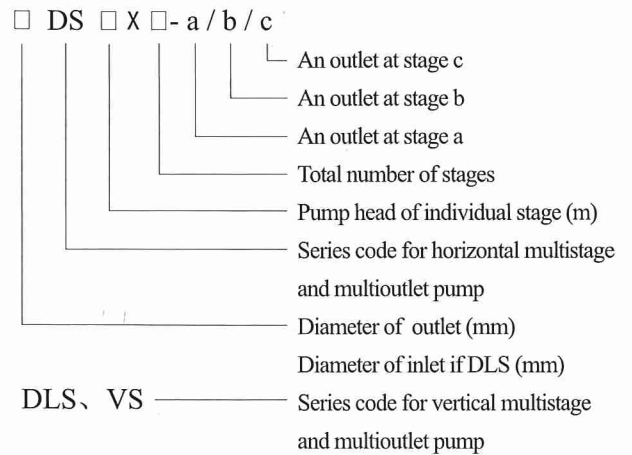 □ DS □ X □- a / b / c
An outlet at stage c
An outlet at stage b
An outlet at stage a
Total number of stages
Pump head of individual stage (m)
Series code for horizontal multistage
and multioutlet pump
Diameter of outlet (mm)
Diameter of inlet if DLS (mm)
DLS、VS
Series code for vertical multistage
and multioutlet pump